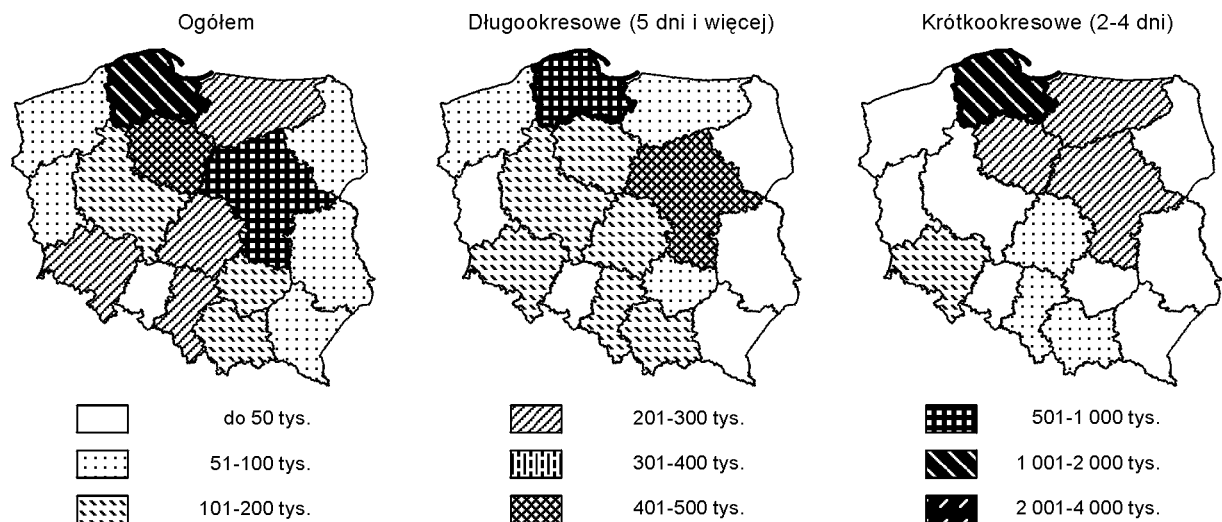 Ogółem
Długookresowe (5 dni i więcej)
Krótkookresowe (2-4 dni)
do 50 tys.
201-300 tys.
501-1 000 tys.
51-100 tys.
301-400 tys.
1 001-2 000 tys.
101-200 tys.
401-500 tys.
2 001-4 000 tys.